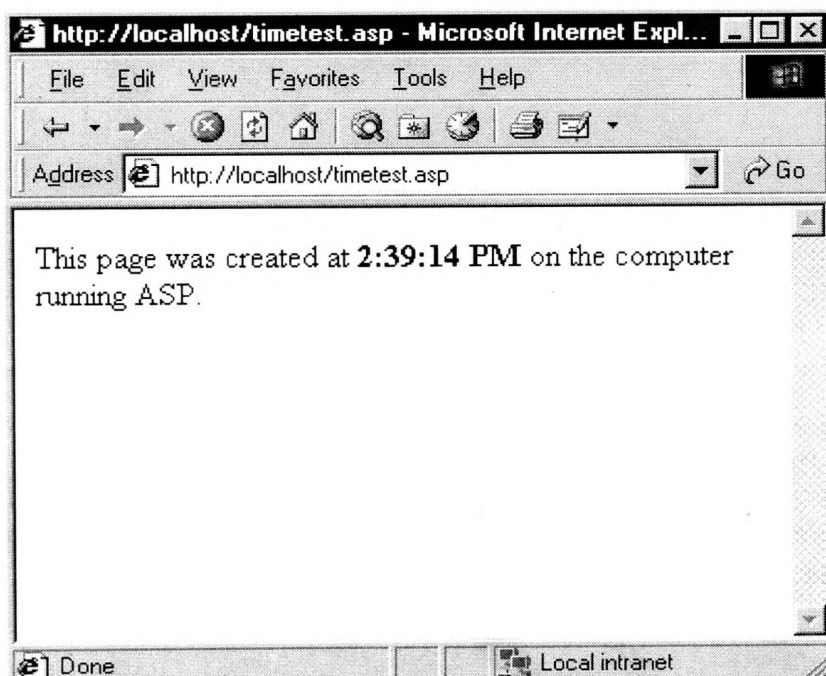 http://localhost/timetest.asp - Microsoft Internet Expl...
File Edit View Favorites Tools Help
Address http://localhost/timetest.asp Go
This page was created at 2:39:14 PM on the computer
running ASP.
Done Local intranet